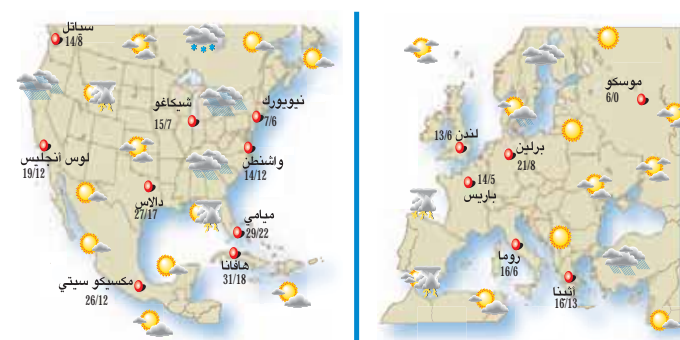 سياتل
14/8
شيكاغو
15/7
نيويورك
7/6
واشنطن
14/12
لوس أنجليس
19/12
دالاس
27/17
ميامي
29/22
هافانا
31/18
مكسيكو سيتي
26/12
موسكو
6/0
لندن 13/6
برلين
21/8
14/5
باريس
روما
16/6
أثينا
16/13